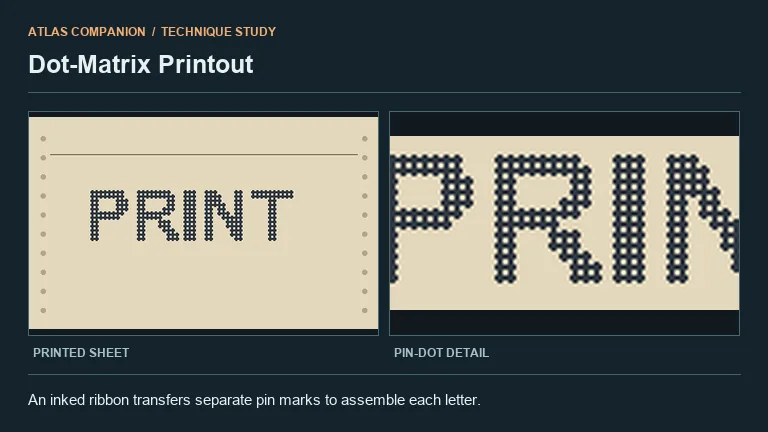 ATLAS COMPANION / TECHNIQUE STUDY
Dot-Matrix Printout
PRINT
PRIN
PRINTED SHEET
PIN-DOT DETAIL
An inked ribbon transfers separate pin marks to assemble each letter.